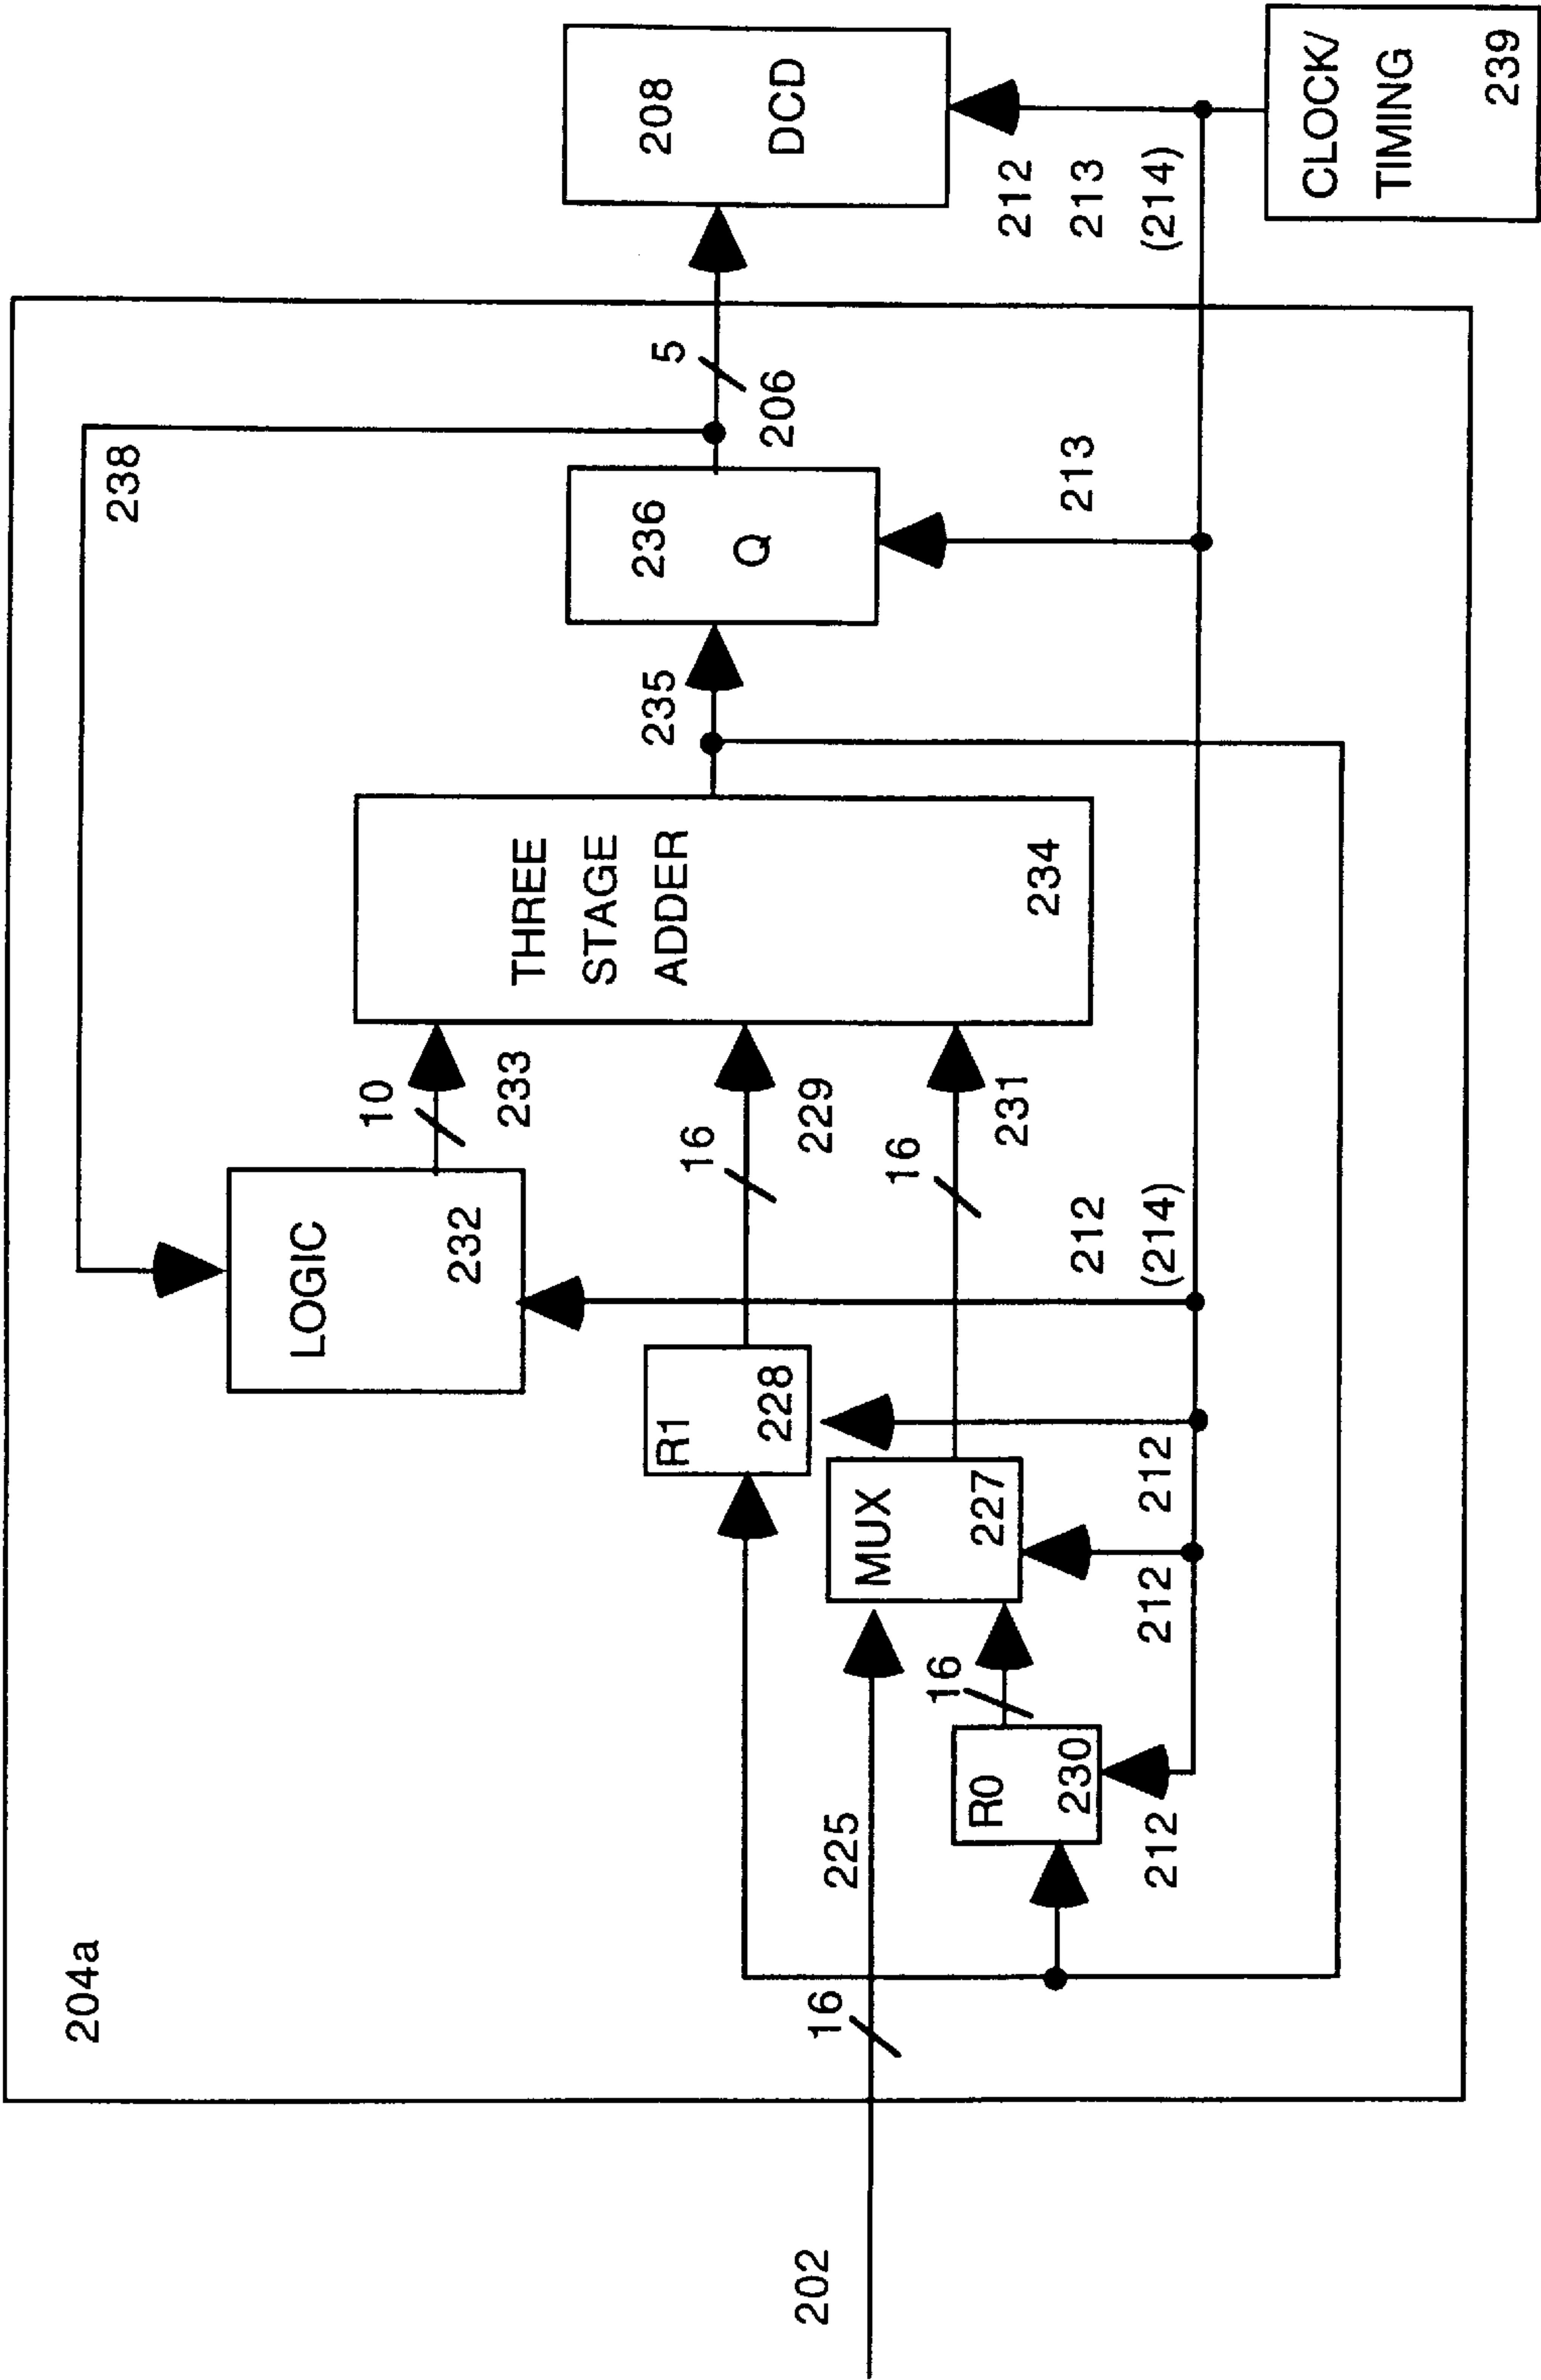 204a
238
LOGIC
232
10
233
THREE
STAGE
ADDER
234
235
236
Q
5
206
208
DCD
R1
228
16
229
16
231
202
16
225
MUX
227
R0
230
16
212
212
212
212
(214)
213
212
213
(214)
CLOCK/
TIMING
239